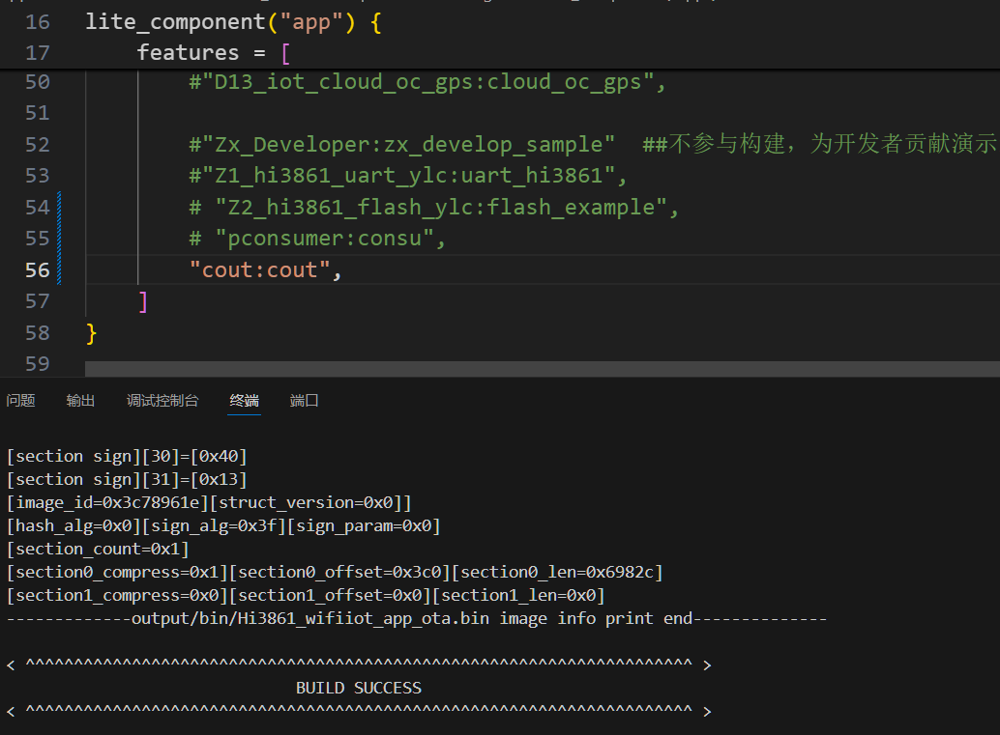 16 lite_component("app") {
17 features = [
50 #"D13_iot_cloud_oc_gps:cloud_oc_gps",
51
52 #"Zx_Developer:zx_develop_sample" ##不参与构建，为开发者贡献演示
53 #"Z1_hi3861_uart_ylc:uart_hi3861",
54 # "Z2_hi3861_flash_ylc:flash_example",
55 # "pconsumer:consu",
56 "cout:cout",
57 ]
58 }
59
问题 输出 调试控制台 终端 端口
[section sign][30]=[0x40]
[section sign][31]=[0x13]
[image_id=0x3c78961e][struct_version=0x0]]
[hash_alg=0x0][sign_alg=0x3f][sign_param=0x0]
[section_count=0x1]
[section0_compress=0x1][section0_offset=0x3c0][section0_len=0x6982c]
[section1_compress=0x0][section1_offset=0x0][section1_len=0x0]
-------------output/bin/Hi3861_wifiiot_app_ota.bin image info print end--------------
< ^^^^^^^^^^^^^^^^^^^^^^^^^^^^^^^^^^^^^^^^^^^^^^^^^^^^^^^^^^^^^^^^^^^^^ >
BUILD SUCCESS
< ^^^^^^^^^^^^^^^^^^^^^^^^^^^^^^^^^^^^^^^^^^^^^^^^^^^^^^^^^^^^^^^^^^^^^ >